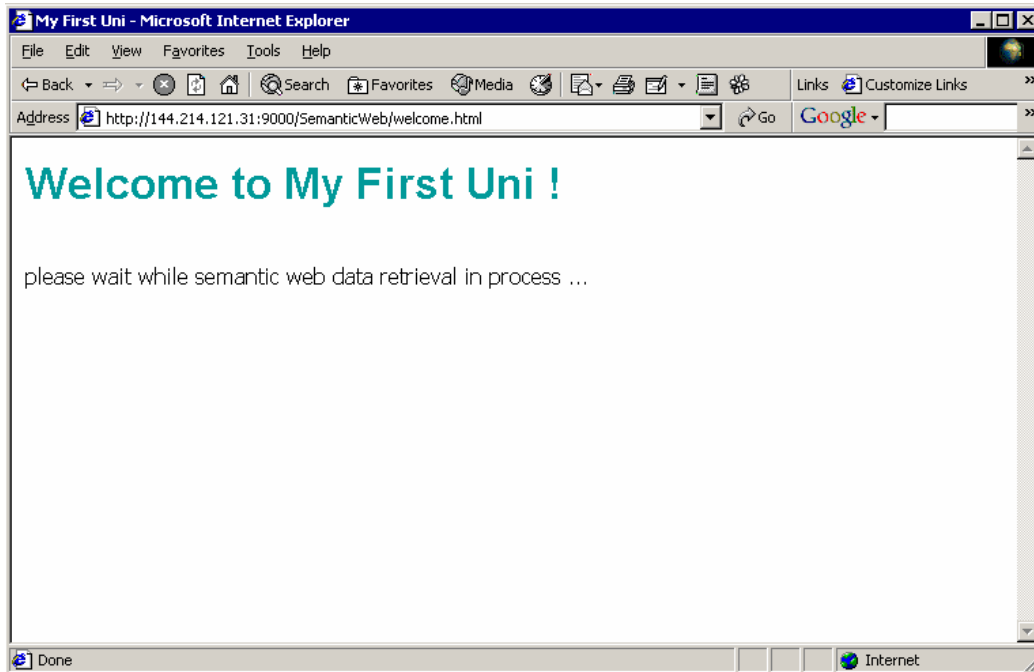 My First Uni - Microsoft Internet Explorer
File Edit View Favorites Tools Help
Back Search Favorites Media Links Customize Links »
Address http://144.214.121.31:9000/SemanticWeb/welcome.html Go Google »
Welcome to My First Uni !
please wait while semantic web data retrieval in process ...
Done Internet